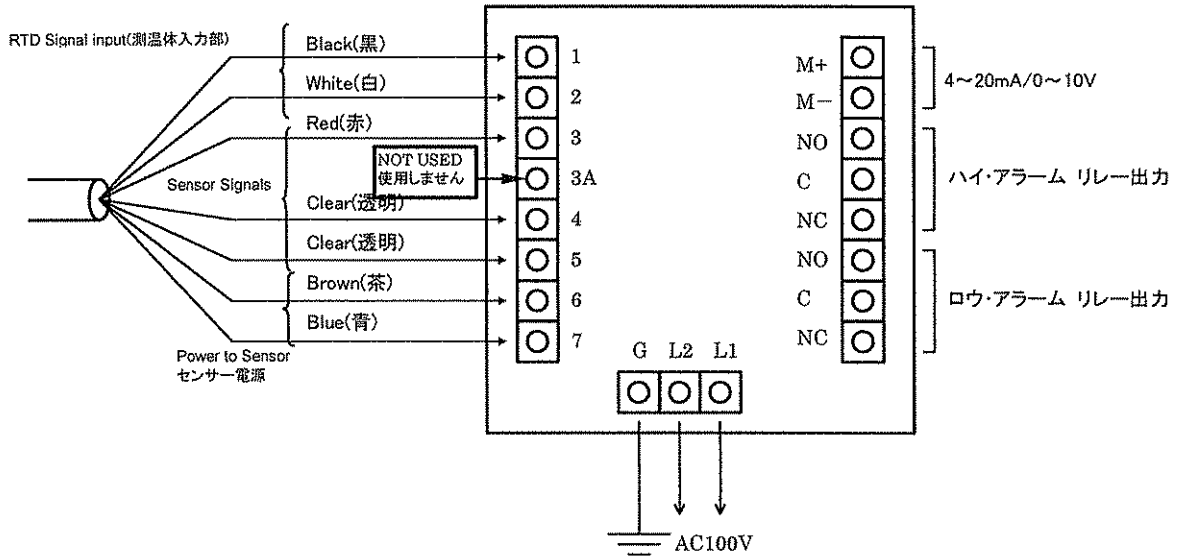 RTD Signal input(測温体入力部)
Black(黒)
White(白)
Red(赤)
NOT USED
使用しません
Sensor Signals
Clear(透明)
Clear(透明)
Brown(茶)
Blue(青)
Power to Sensor
センサー電源
1
2
3
3A
4
5
6
7
M+
M−
NO
C
NC
NO
C
NC
4〜20mA/0〜10V
ハイ・アラーム リレー出力
ロウ・アラーム リレー出力
G L2 L1
AC100V